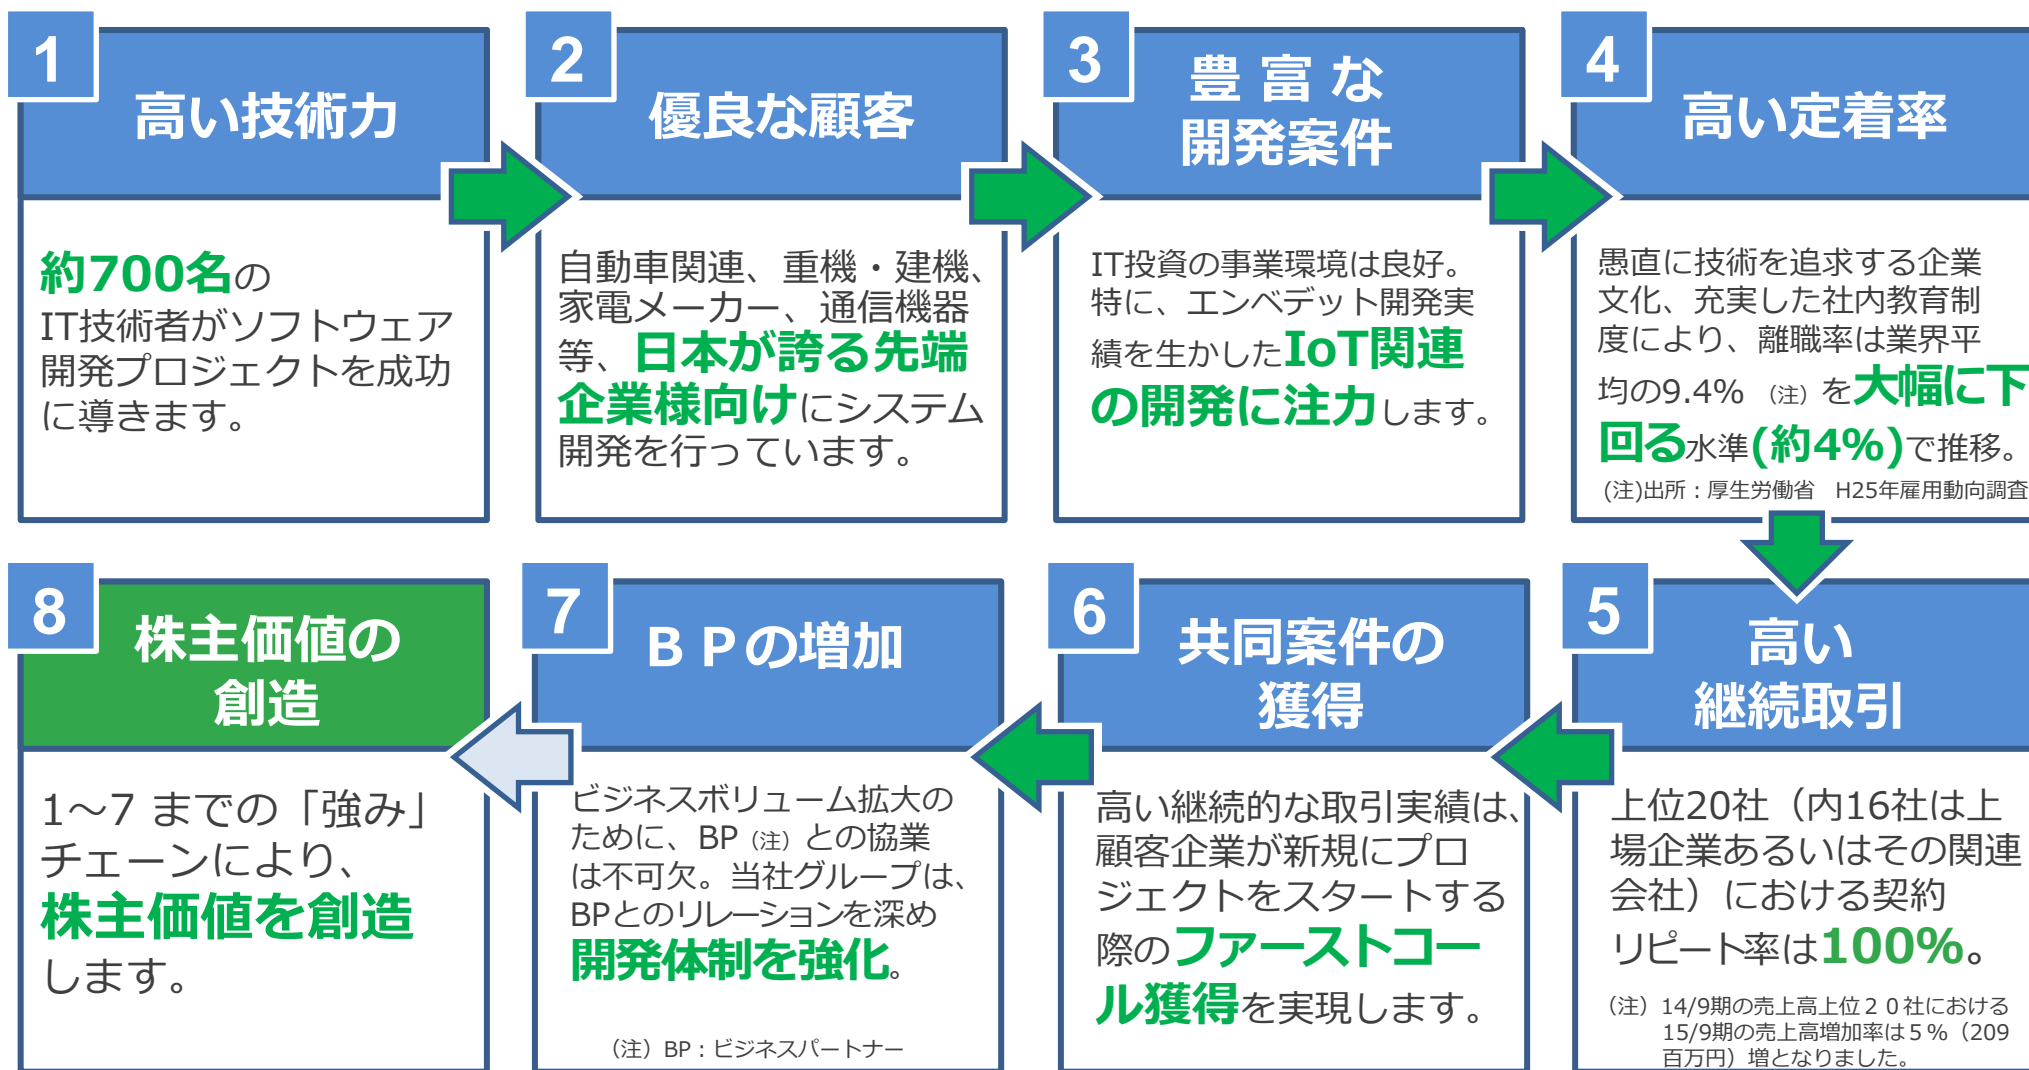 1
高い技術力
約700名の
IT技術者がソフトウェア
開発プロジェクトを成功
に導きます。
2
優良な顧客
自動車関連、重機・建機、
家電メーカー、通信機器
等、日本が誇る先端
企業様向けにシステム
開発を行っています。
3
豊富な
開発案件
IT投資の事業環境は良好。
特に、エンベデット開発実
績を生かしたIoT関連
の開発に注力します。
4
高い定着率
愚直に技術を追求する企業
文化、充実した社内教育制
度により、離職率は業界平
均の9.4%（注）を大幅に下
回る水準(約4%)で推移。
(注)出所：厚生労働省　H25年雇用動向調査
5
高い
継続取引
上位20社（内16社は上
場企業あるいはその関連
会社）における契約
リピート率は100%。
（注）14/9期の売上高上位２０社における
15/9期の売上高増加率は５%（209
百万円）増となりました。
6
共同案件の
獲得
高い継続的な取引実績は、
顧客企業が新規にプロ
ジェクトをスタートする
際のファーストコー
ル獲得を実現します。
7
ＢＰの増加
ビジネスボリューム拡大の
ために、BP（注）との協業
は不可欠。当社グループは、
BPとのリレーションを深め
開発体制を強化。
（注）BP：ビジネスパートナー
8
株主価値の
創造
1～7 までの「強み」
チェーンにより、
株主価値を創造
します。